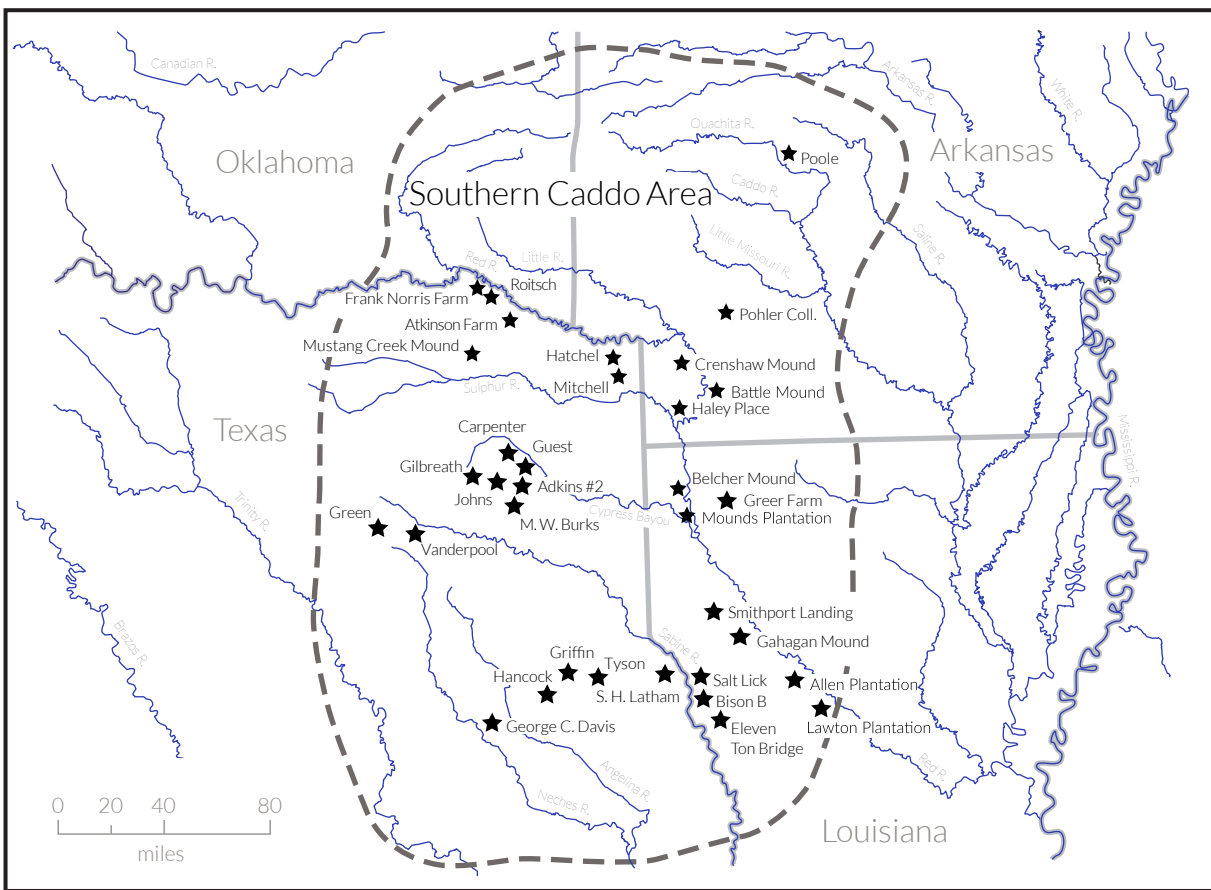 Canadian R.
Arkansas R.
White R.
Ouachita R.
Oklahoma
Arkansas
Poole
Southern Caddo Area
Caddo R.
Saline R.
Little Missouri R.
Little R.
Red R.
Roitsch
Frank Norris Farm
Atkinson Farm
Pohler Coll.
Mustang Creek Mound
Hatchel
Crenshaw Mound
Mitchell
Sulphur R.
Battle Mound
Haley Place
Texas
Mississippi R.
Carpenter
Guest
Gilbreath
Adkins #2
Johns
Belcher Mound
Greer Farm
Trinity R.
Green
M. W. Burks
Cypress Bayou
Mounds Plantation
Vanderpool
Smithport Landing
Gahagan Mound
Brazos R.
Sabine R.
Griffin
Tyson
Hancock
S. H. Latham
Salt Lick
Allen Plantation
Bison B
George C. Davis
Eleven
Ton Bridge
Lawton Plantation
Angelina R.
Neches R.
Red R.
0 20 40 80
miles
Louisiana